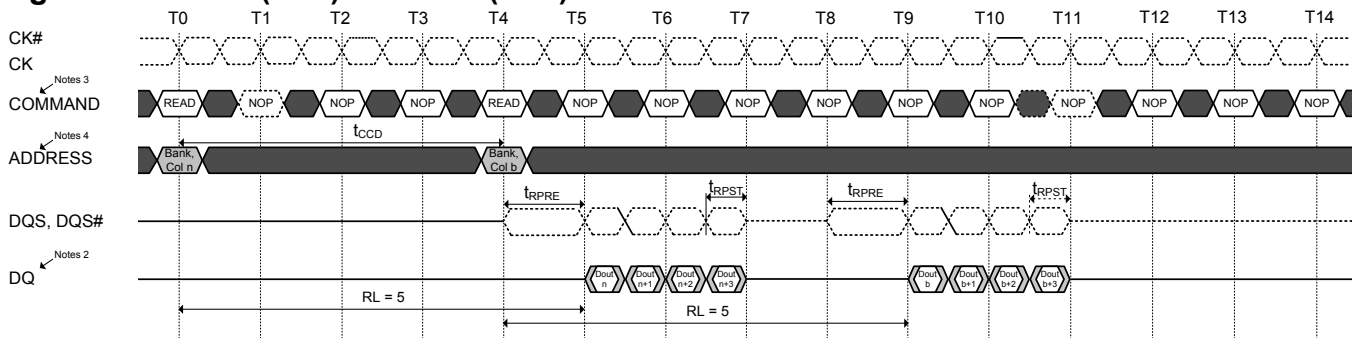 T0 T1 T2 T3 T4 T5 T6 T7 T8 T9 T10 T11 T12 T13 T14
CK#
CK
Notes 3
COMMAND READ NOP NOP NOP READ NOP NOP NOP NOP NOP NOP NOP NOP NOP NOP
Notes 4
tCCD
ADDRESS Bank, Col n Bank, Col b
tRPRE tRPST tRPRE tRPST
DQS, DQS#
Notes 2
DQ Dout n Dout n+1 Dout n+2 Dout n+3 Dout b Dout b+1 Dout b+2 Dout b+3
RL = 5
RL = 5